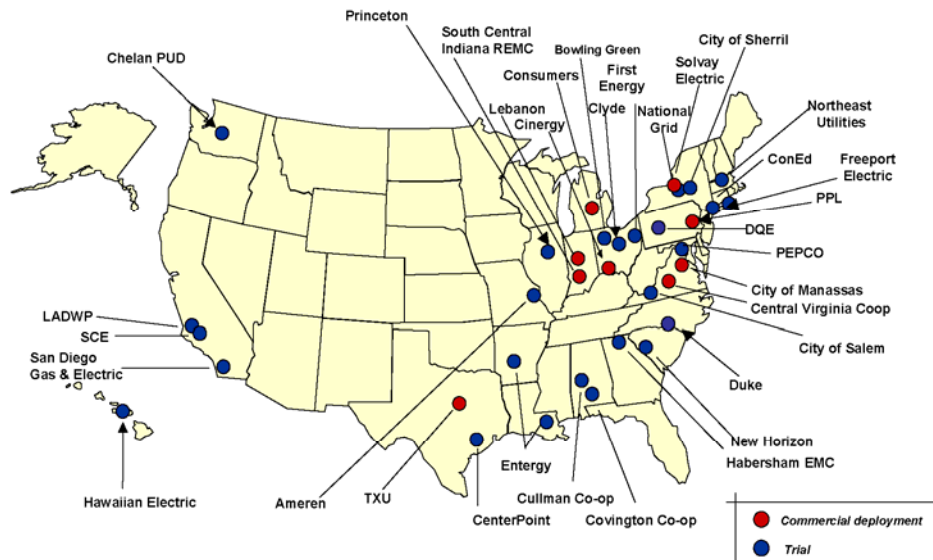 Princeton
South Central
Indiana REMC
Bowling Green
City of Sherril
Chelan PUD
Consumers
First
Energy
Solvay
Electric
Lebanon
Cinergy
Clyde
National
Grid
Northeast
Utilities
ConEd
Freeport
Electric
PPL
DQE
PEPCO
City of Manassas
Central Virginia Coop
LADWP
SCE
City of Salem
San Diego
Gas & Electric
Duke
New Horizon
Habersham EMC
Hawaiian Electric
Ameren
TXU
Entergy
CenterPoint
Cullman Co-op
Covington Co-op
Commercial deployment
Trial